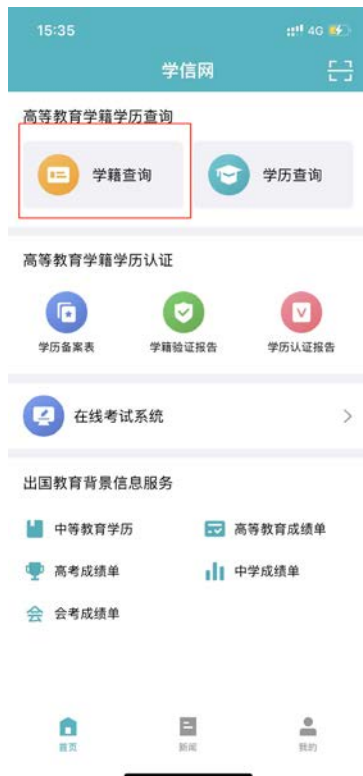 15:35
4G
学信网
高等教育学籍学历查询
学籍查询
学历查询
高等教育学籍学历认证
学历备案表
学籍验证报告
学历认证报告
在线考试系统
出国教育背景信息服务
中等教育学历
高等教育成绩单
高考成绩单
中学成绩单
会考成绩单
首页
新闻
我的